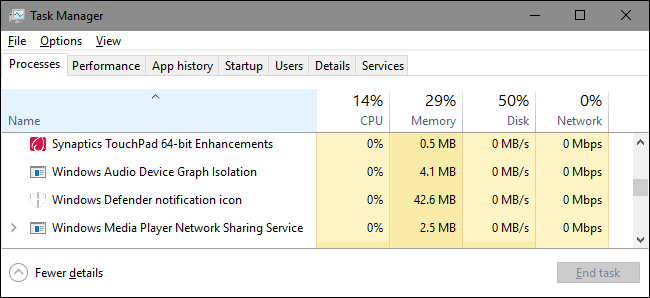 Task Manager
File Options View
Processes Performance App history Startup Users Details Services
14% 29% 50% 0%
Name CPU Memory Disk Network
Synaptics TouchPad 64-bit Enhancements 0% 0.5 MB 0 MB/s 0 Mbps
Windows Audio Device Graph Isolation 0% 4.1 MB 0 MB/s 0 Mbps
Windows Defender notification icon 0% 42.6 MB 0 MB/s 0 Mbps
Windows Media Player Network Sharing Service 0% 2.5 MB 0 MB/s 0 Mbps
Fewer details End task